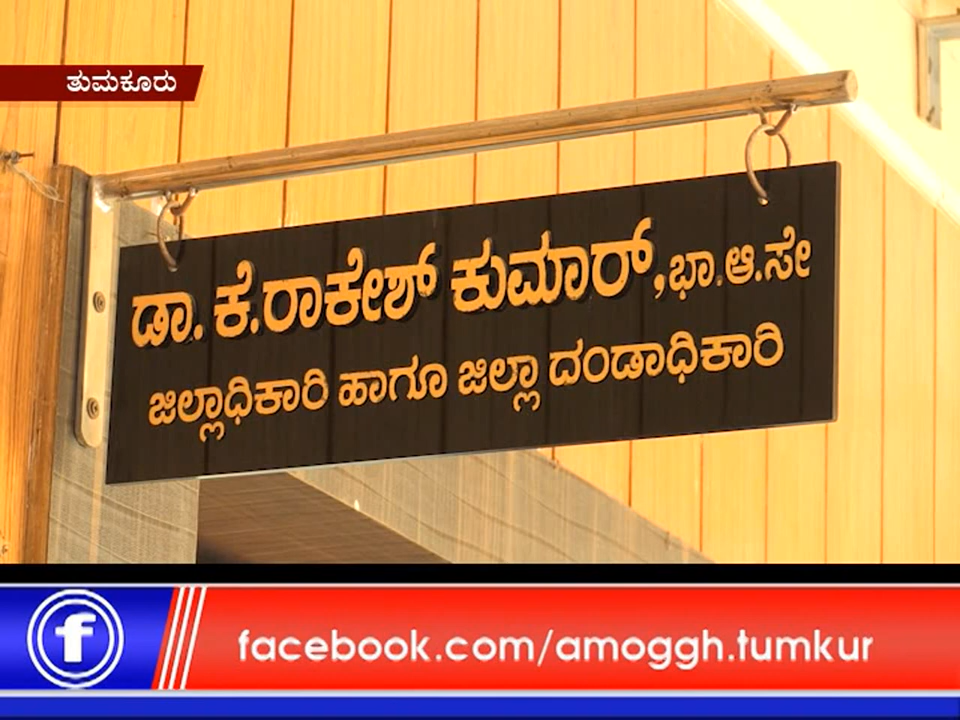 ತುಮಕೂರು
ಡಾ. ಕೆ.ರಾಕೇಶ್ ಕುಮಾರ್,ಭಾ.ಆ.ಸೇ
ಜಿಲ್ಲಾಧಿಕಾರಿ ಹಾಗೂ ಜಿಲ್ಲಾ ದಂಡಾಧಿಕಾರಿ
f facebook.com/amoggh.tumkur